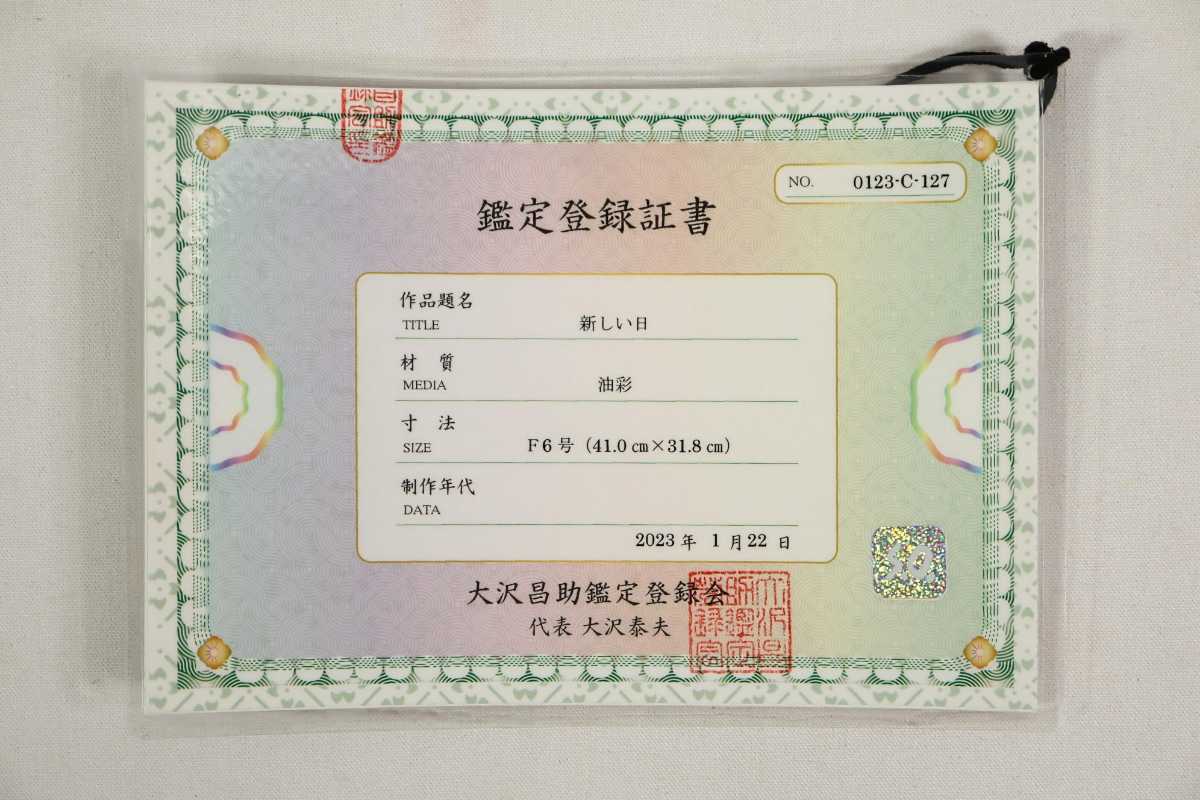 NO. 0123-C-127
鑑定登録証書
作品題名
TITLE 新しい日
材 質
MEDIA 油彩
寸 法
SIZE F6号（41.0㎝×31.8㎝）
制作年代
DATA
2023年 1月22日
大沢昌助鑑定登録会
代表 大沢泰夫